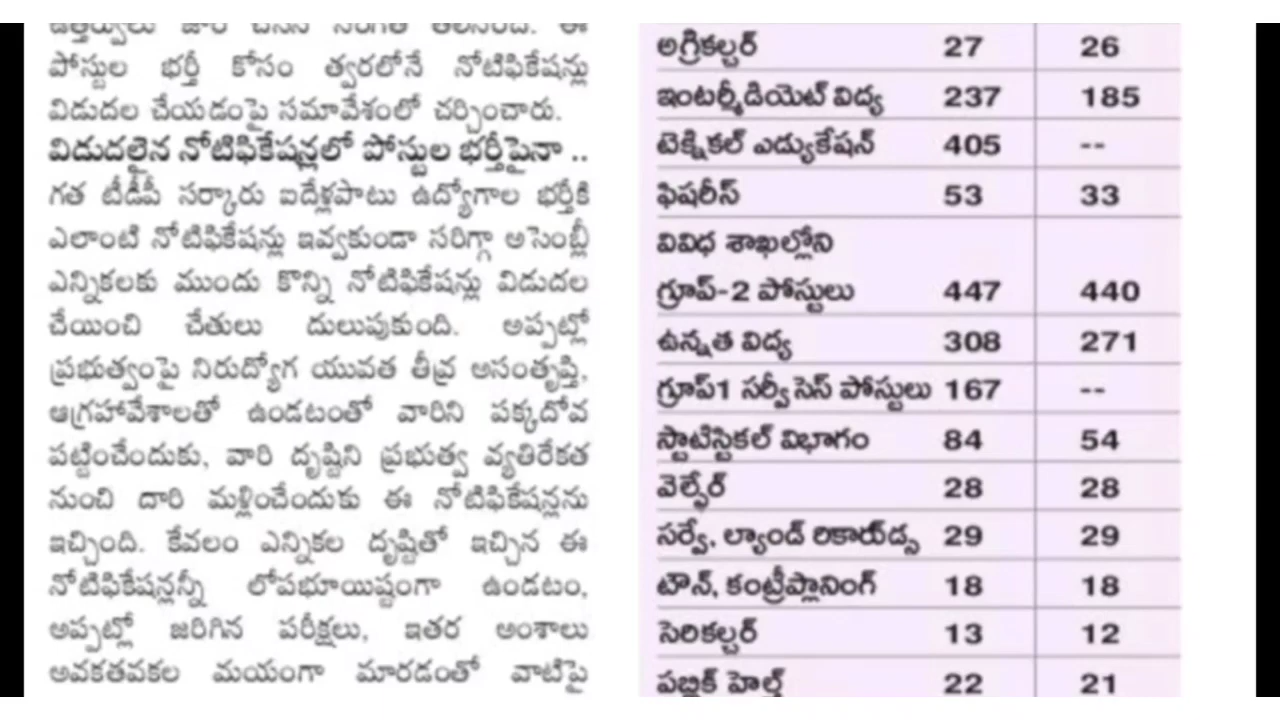 ఉత్తర్వులు జారీ చేసిన సంగతి తెలిసిందే. ఈ
పోస్టుల భర్తీ కోసం త్వరలోనే నోటిఫికేషన్లు
విడుదల చేయడంపై సమావేశంలో చర్చించారు.
విడుదలైన నోటిఫికేషన్లలో పోస్టుల భర్తీపైనా ..
గత టీడీపీ సర్కారు ఐదేళ్లపాటు ఉద్యోగాల భర్తీకి
ఎలాంటి నోటిఫికేషన్లు ఇవ్వకుండా సరిగ్గా అసెంబ్లీ
ఎన్నికలకు ముందు కొన్ని నోటిఫికేషన్లు విడుదల
చేయించి చేతులు దులుపుకుంది. అప్పట్లో
ప్రభుత్వంపై నిరుద్యోగ యువత తీవ్ర అసంతృప్తి,
ఆగ్రహావేశాలతో ఉండటంతో వారిని పక్కదోవ
పట్టించేందుకు, వారి దృష్టిని ప్రభుత్వ వ్యతిరేకత
నుంచి దారి మళ్లించేందుకు ఈ నోటిఫికేషన్లను
ఇచ్చింది. కేవలం ఎన్నికల దృష్టితో ఇచ్చిన ఈ
నోటిఫికేషన్లన్నీ లోపభూయిష్టంగా ఉండటం,
అప్పట్లో జరిగిన పరీక్షలు, ఇతర అంశాలు
అవకతవకల మయంగా మారడంతో వాటిపై
అగ్రికల్చర్ 27 26
ఇంటర్మీడియెట్ విద్య 237 185
టెక్నికల్ ఎడ్యుకేషన్ 405 --
ఫిషరీస్ 53 33
వివిధ శాఖల్లోని
గ్రూప్-2 పోస్టులు 447 440
ఉన్నత విద్య 308 271
గ్రూప్1 సర్వీసెస్ పోస్టులు 167 --
స్టాటిస్టికల్ విభాగం 84 54
వెల్ఫేర్ 28 28
సర్వే, ల్యాండ్ రికార్డ్స 29 29
టౌన్, కంట్రీప్లానింగ్ 18 18
సెరికల్చర్ 13 12
పబ్లిక్ హెల్త్ 22 21